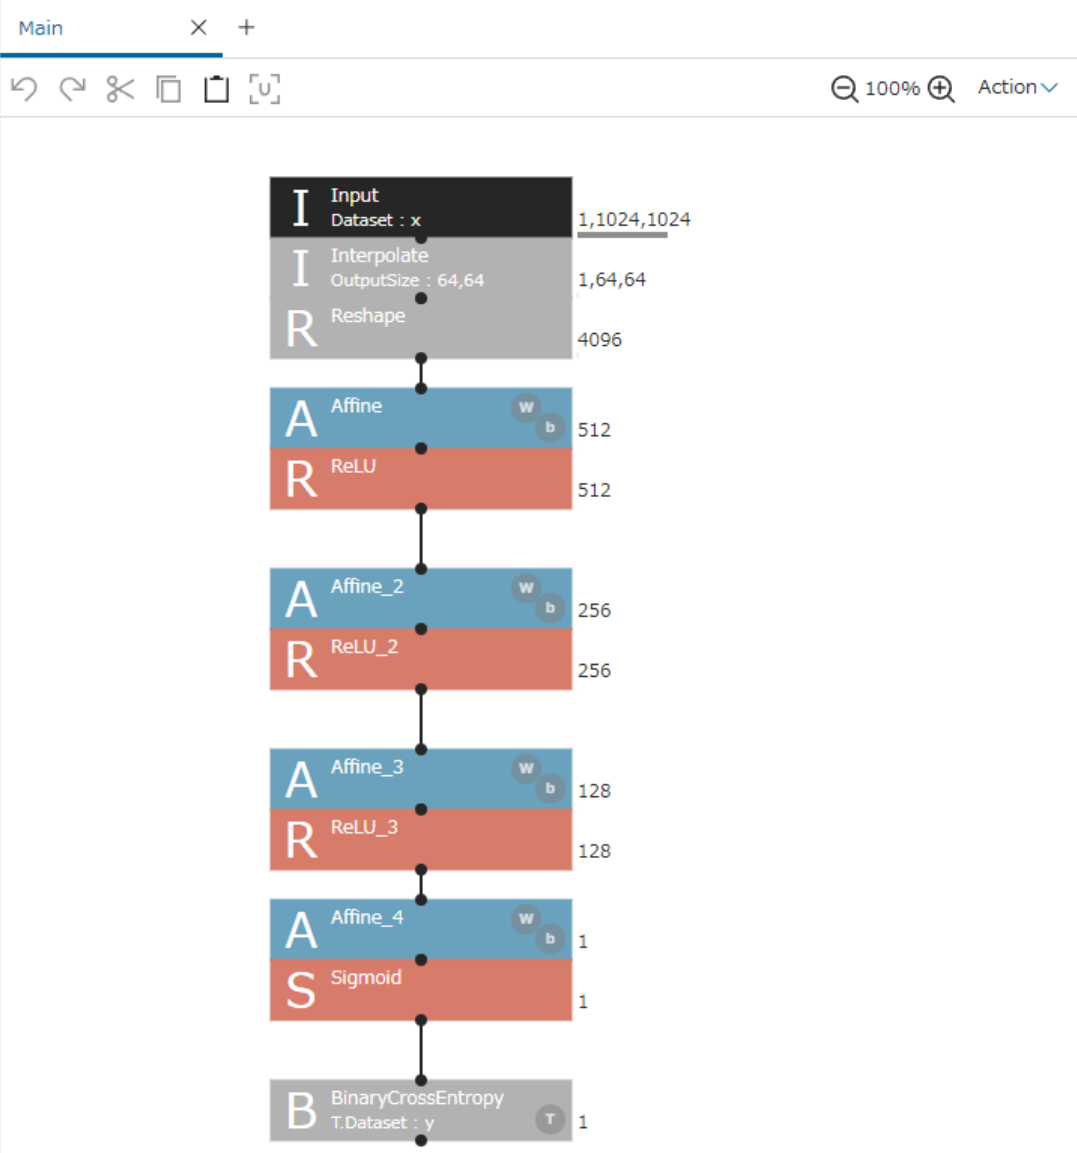 Main
100%
Action
I
Input
Dataset : x
1,1024,1024
I
Interpolate
OutputSize : 64,64
1,64,64
R
Reshape
4096
A
Affine
W
b
512
R
ReLU
512
A
Affine_2
W
b
256
R
ReLU_2
256
A
Affine_3
W
b
128
R
ReLU_3
128
A
Affine_4
W
b
1
S
Sigmoid
1
B
BinaryCrossEntropy
T.Dataset : y
T
1